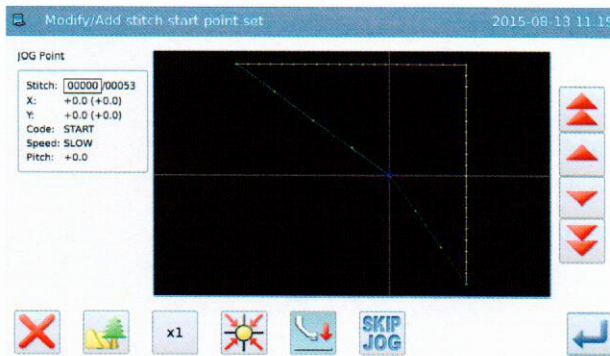 Modify/Add stitch start point set
2015-08-13 11:15
JOG Point
Stitch: 00000/00053
X: +0.0 (+0.0)
Y: +0.0 (+0.0)
Code: START
Speed: SLOW
Pitch: +0.0
x1
SKIP
JOG